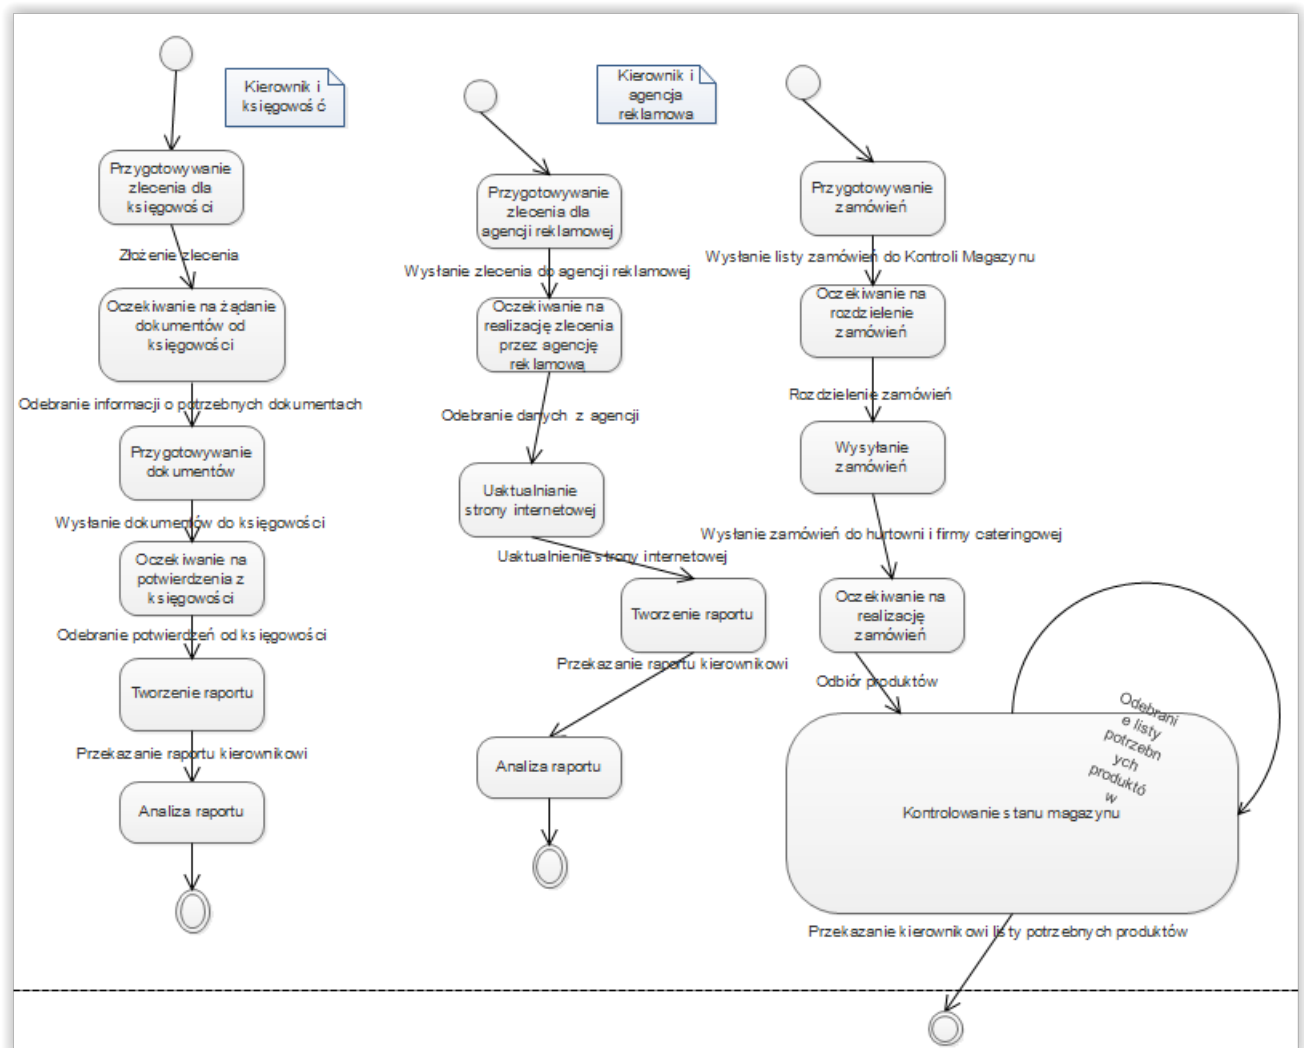 Kierownik i
księgowość
Przygotowywanie
zlecenia dla
księgowości
Złożenie zlecenia
Oczekiwanie na żądanie
dokumentów od
księgowości
Odebranie informacji o potrzebnych dokumentach
Przygotowywanie
dokumentów
Wysłanie dokumentów do księgowości
Oczekiwanie na
potwierdzenia z
księgowości
Odebranie potwierdzeń od księgowości
Tworzenie raportu
Przekazanie raportu kierownikowi
Analiza raportu
Kierownik i
agencja
reklamowa
Przygotowywanie
zlecenia dla
agencji reklamowej
Wysłanie zlecenia do agencji reklamowej
Oczekiwanie na
realizację zlecenia
przez agencję
reklamową
Odebranie danych z agencji
Uaktualnianie
strony internetowej
Uaktualnienie strony internetowej
Tworzenie raportu
Przekazanie raportu kierownikowi
Analiza raportu
Przygotowywanie
zamówień
Wysłanie listy zamówień do Kontroli Magazynu
Oczekiwanie na
rozdzielenie
zamówień
Rozdzielenie zamówień
Wysyłanie
zamówień
Wysłanie zamówień do hurtowni i firmy cateringowej
Oczekiwanie na
realizację
zamówień
Odbiór produktów
Odebrani
e listy
potrzebn
ych
produktó
w
Kontrolowanie stanu magazynu
Przekazanie kierownikowi listy potrzebnych produktów